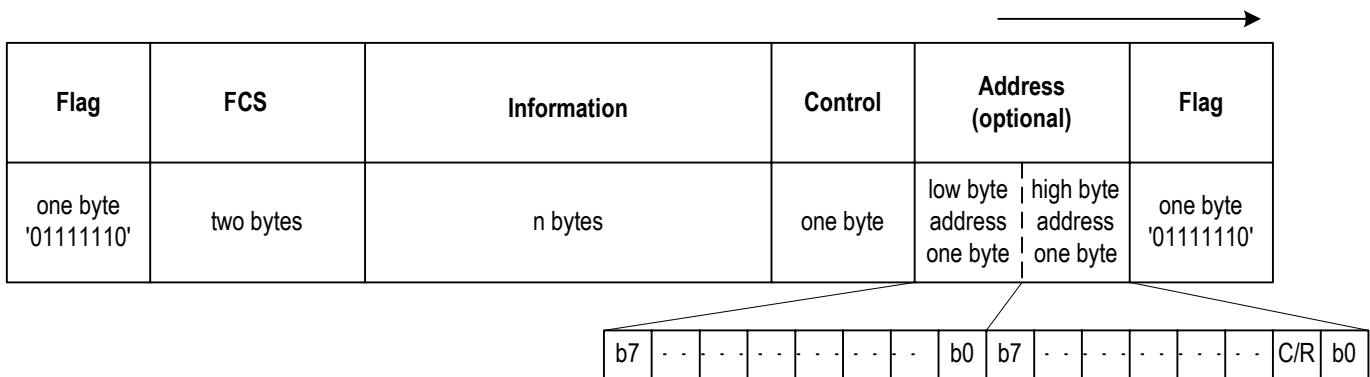 Flag FCS Information Control Address (optional) Flag
one byte '01111110' two bytes n bytes one byte low byte address one byte high byte address one byte one byte '01111110'
b7 - - - - - - - - - - - - b0 b7 - - - - - - - - - - C/R b0